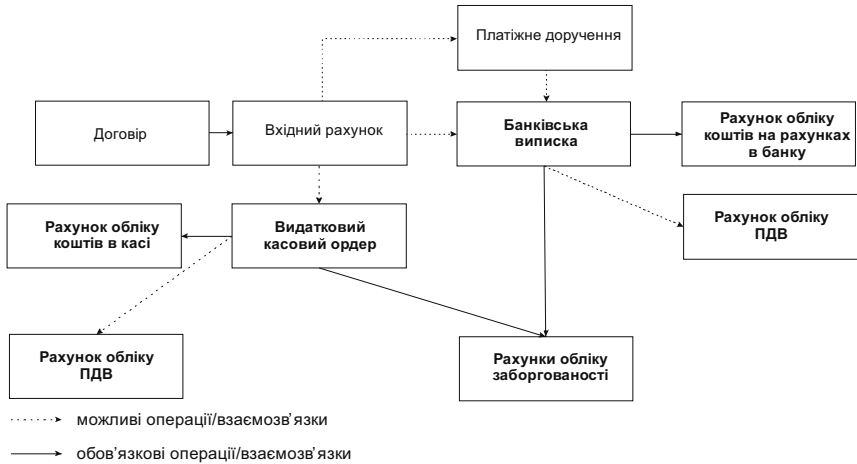 Платіжне доручення
Договір
Вхідний рахунок
Банківська
виписка
Рахунок обліку
коштів на рахунках
в банку
Рахунок обліку
коштів в касі
Видатковий
касовий ордер
Рахунок обліку
ПДВ
Рахунок обліку
ПДВ
Рахунки обліку
заборгованості
можливі операції/взаємозв'язки
обов'язкові операції/взаємозв'язки